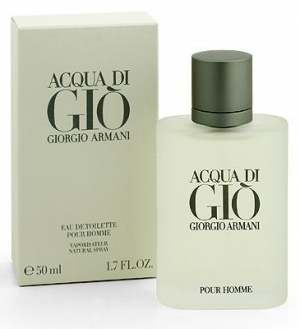 ACQUA DI
GIÒ
GIORGIO ARMANI
EAU DE TOILETTE
POUR HOMME
VAPORISATEUR
NATURAL SPRAY
℮ 50 ml 1.7 FL.OZ.
ACQUA DI
GIÒ
GIORGIO ARMANI
POUR HOMME